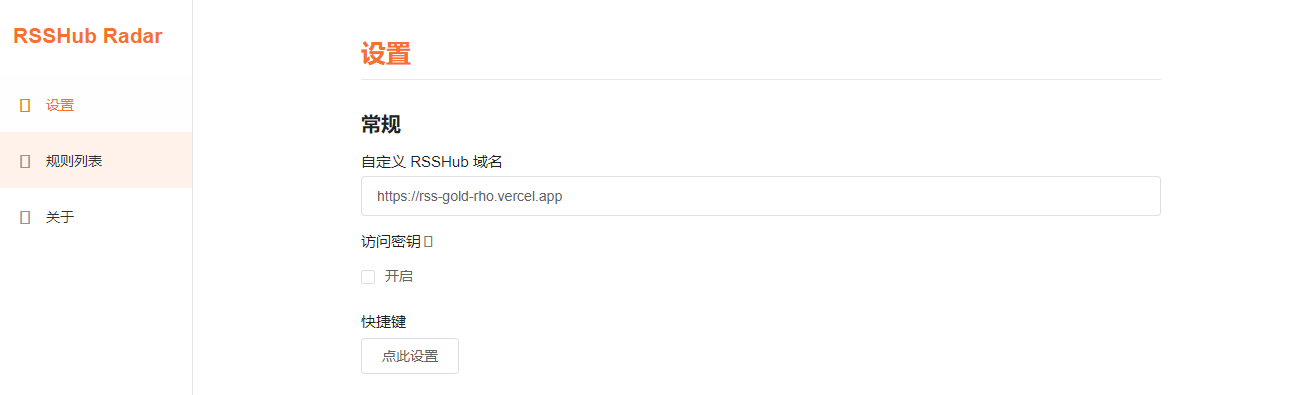 RSSHub Radar
设置
规则列表
关于
设置
常规
自定义 RSSHub 域名
https://rss-gold-rho.vercel.app
访问密钥
开启
快捷键
点此设置